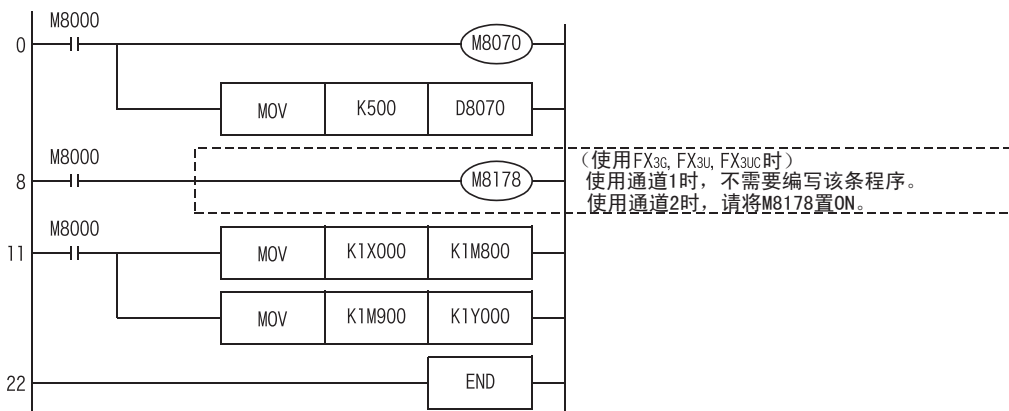 M8000
0 M8070
MOV K500 D8070
M8000
8 M8178
（使用FX3G, FX3U, FX3UC时）
使用通道1时，不需要编写该条程序。
使用通道2时，请将M8178置ON。
M8000
11 MOV K1X000 K1M800
MOV K1M900 K1Y000
22 END